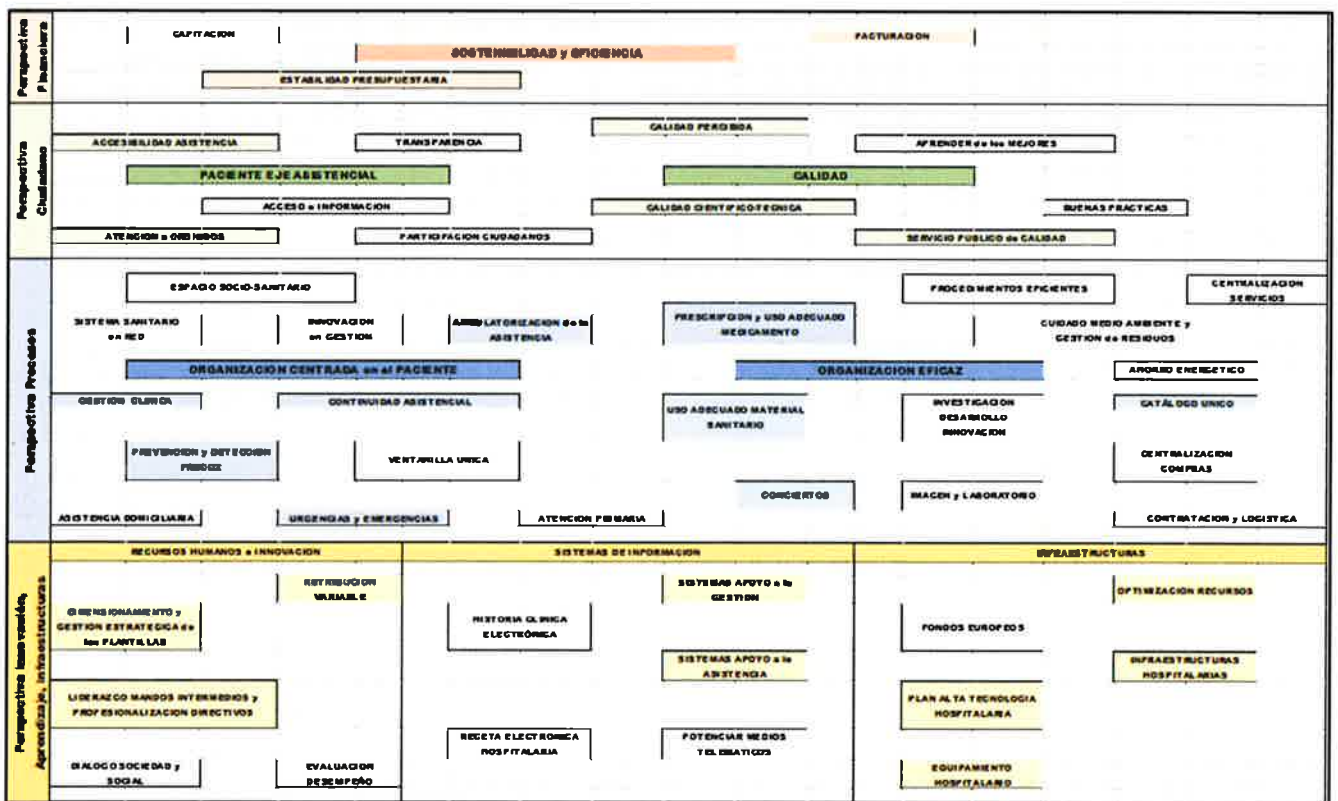 Perspectiva
Financiera
CAPITACION
FACTURACION
SOSTENIBILIDAD y EFICIENCIA
ESTABILIDAD PRESUPUESTARIA
Perspectiva
Ciudadano
CALIDAD PERCIBIDA
ACCESIBILIDAD ASISTENCIA
TRANSPARENCIA
APRENDER de los MEJORES
PACIENTE EJE ASISTENCIAL
CALIDAD
ACCESO a INFORMACION
CALIDAD CIENTIFICO-TECNICA
BUENAS PRACTICAS
ATENCION a
PARTICIPACION CIUDADANOS
SERVICIO PUBLICO de CALIDAD
Perspectiva Procesos
ESPACIO SOCIO-SANITARIO
PROCEDIMIENTOS EFICIENTES
CENTRALIZACION
SERVICIOS
SISTEMA SANITARIO
en RED
INNOVACION
en GESTION
AMBULATORIZACION de la
ASISTENCIA
PRESCRIPCION y USO ADECUADO
MEDICAMENTO
CUIDADO MEDIO AMBIENTE y
GESTION de RESIDUOS
ORGANIZACION CENTRADA en el PACIENTE
ORGANIZACION EFICAZ
AHORRO ENERGETICO
GESTION CLINICA
CONTINUIDAD ASISTENCIAL
USO ADECUADO MATERIAL
SANITARIO
INVESTIGACION
DESARROLLO
INNOVACION
CATÁLOGO UNICO
PREVENCION y DETECCION
PRECOZ
VENTANILLA UNICA
CENTRALIZACION
COMPRAS
CONCIERTOS
IMAGEN y LABORATORIO
ASISTENCIA DOMICILIARIA
URGENCIAS y EMERGENCIAS
ATENCION PRIMARIA
CONTRATACION y LOGISTICA
Perspectiva Innovación,
Aprendizaje, infraestructuras
RECURSOS HUMANOS e INNOVACIÓN
SISTEMAS DE INFORMACION
INFRAESTRUCTURAS
RETRIBUCION
VARIABLE
SISTEMAS APOYO a la
GESTION
OPTIMIZACION RECURSOS
DIMENSIONAMIENTO y
GESTION ESTRATEGICA de
las PLANTILLAS
HISTORIA CLINICA
ELECTRÓNICA
FONDOS EUROPEOS
SISTEMAS APOYO a la
ASISTENCIA
INFRAESTRUCTURAS
HOSPITALARIAS
LIDERAZGO MANDOS INTERMEDIOS y
PROFESIONALIZACION DIRECTIVOS
PLAN ALTA TECNOLOGIA
HOSPITALARIA
RECETA ELECTRONICA
HOSPITALARIA
POTENCIAR MEDIOS
TELEMATICOS
DIALOGO SOCIEDAD y
SOCIAL
EVALUACION
DESEMPEÑO
EQUIPAMIENTO
HOSPITALARIO